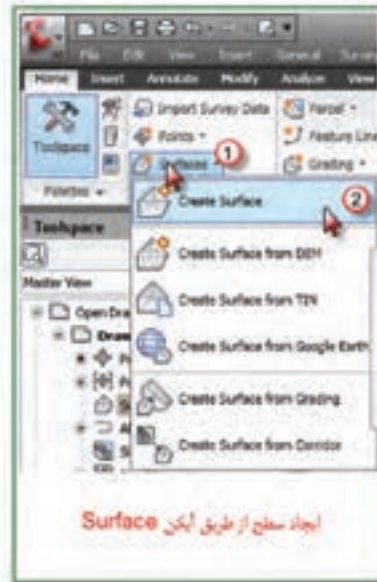 File Edit View Insert General Survey
Home Insert Annotate Modify Analyze View
Toolspace
Import Survey Data
Parcel
Points
Feature Line
Surfaces
1
Grading
Palettes
Create Surface
2
Toolspace
Create Surface from DEM
Master View
Create Surface from TIN
Open Dra
Draw
Create Surface from Google Earth
Create Surface from Grading
Create Surface from Corridor
ایجاد سطح از طریق آیکن Surface